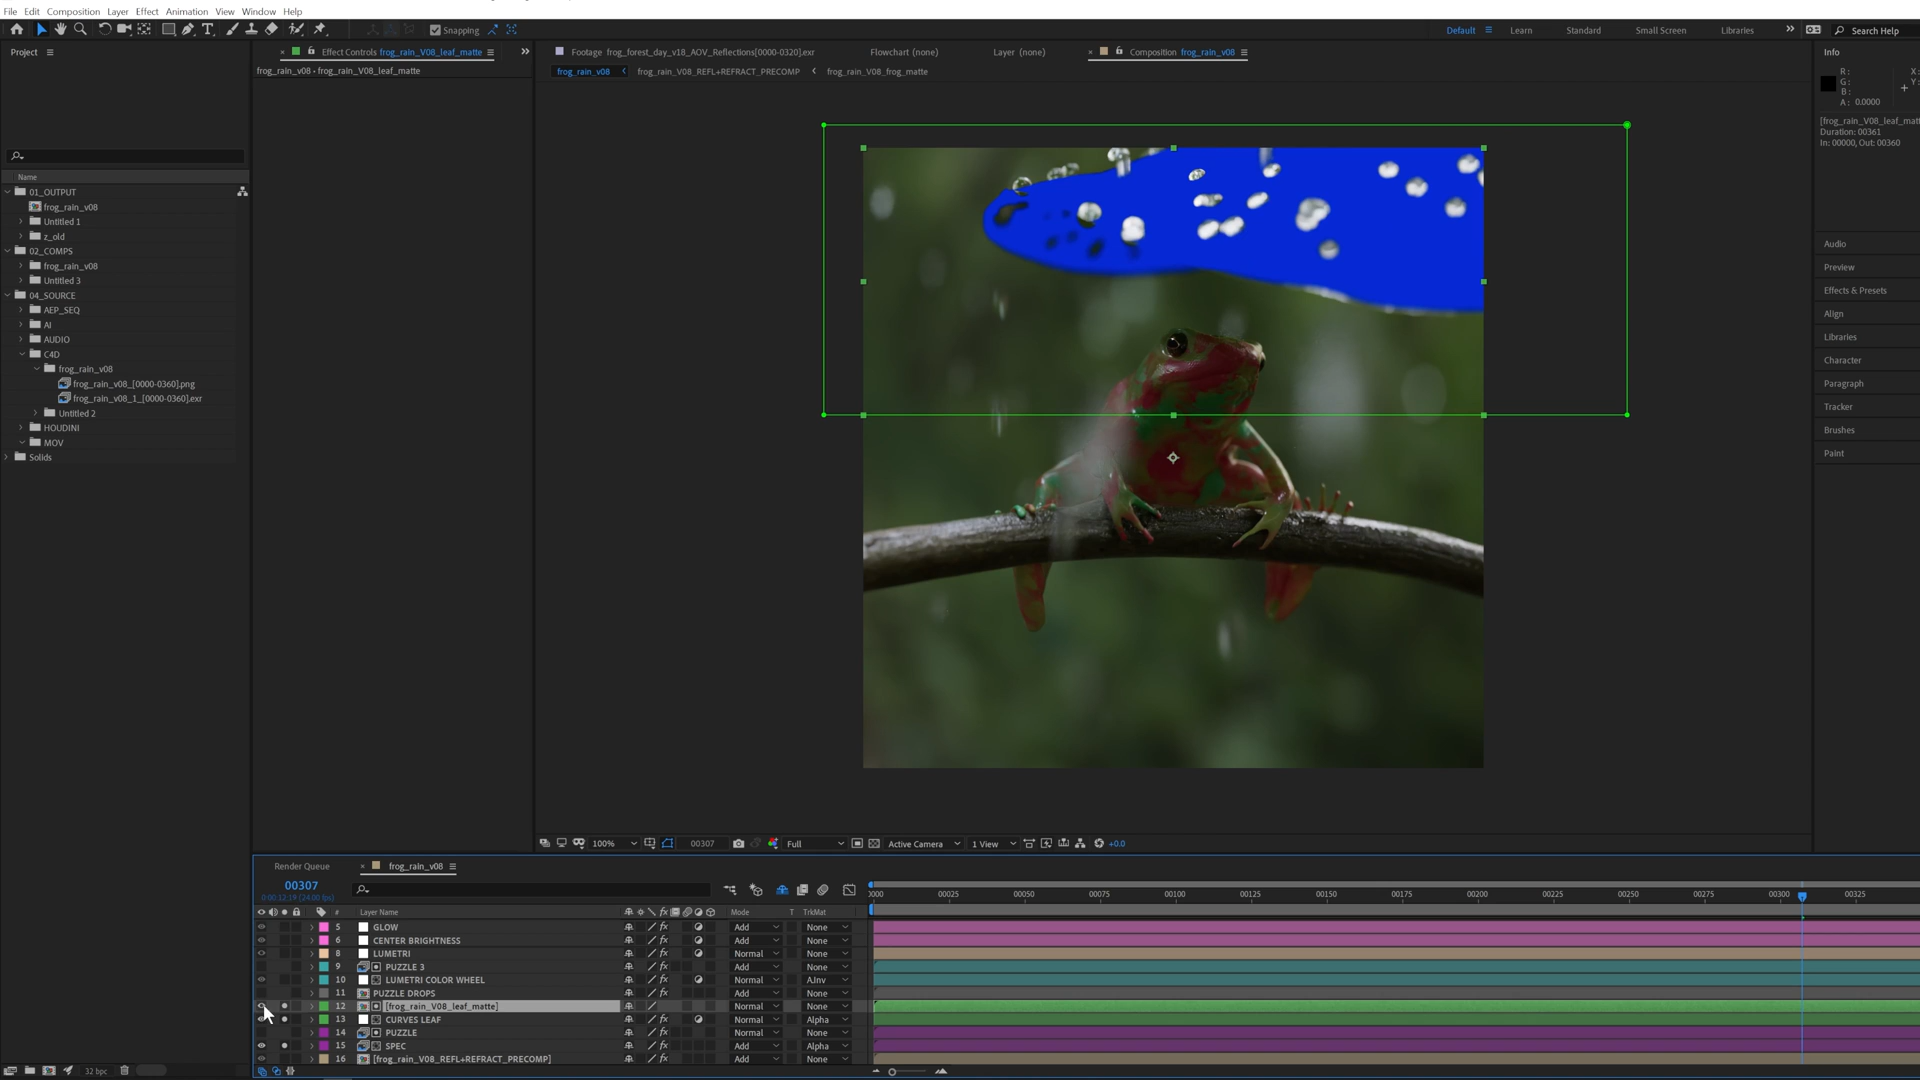 File Edit Composition Layer Effect Animation View Window Help
Snapping
Default Learn Standard Small Screen Libraries Search Help
Project
Effect Controls frog_rain_V08_leaf_matte
frog_rain_v08 • frog_rain_V08_leaf_matte
Footage frog_forest_day_v18_AOV_Reflections[0000-0320].exr Flowchart (none) Layer (none) Composition frog_rain_v08
frog_rain_v08 frog_rain_V08_REFL+REFRACT_PRECOMP frog_rain_V08_frog_matte
Name
01_OUTPUT
frog_rain_v08
Untitled 1
z_old
02_COMPS
frog_rain_v08
Untitled 3
04_SOURCE
AEP_SEQ
AI
AUDIO
C4D
frog_rain_v08
frog_rain_v08_[0000-0360].png
frog_rain_v08_1_[0000-0360].exr
Untitled 2
HOUDINI
MOV
Solids
32 bpc
Info
R:
G:
B:
A: 0.0000
X:
Y:
[frog_rain_V08_leaf_matt
Duration: 00361
In: 00000, Out: 00360
Audio
Preview
Effects & Presets
Align
Libraries
Character
Paragraph
Tracker
Brushes
Paint
100% 00307 Full Active Camera 1 View +0.0
Render Queue frog_rain_v08
00307
0:00:12:19 (24.00 fps)
0000 00025 00050 00075 00100 00125 00150 00175 00200 00225 00250 00275 00300 00325
# Layer Name Mode T TrkMat
5 GLOW Add None
6 CENTER BRIGHTNESS Add None
8 LUMETRI Normal None
9 PUZZLE 3 Add None
10 LUMETRI COLOR WHEEL Normal A.Inv
11 PUZZLE DROPS Add None
12 [frog_rain_V08_leaf_matte] Normal None
13 CURVES LEAF Normal Alpha
14 PUZZLE Add None
15 SPEC Add Alpha
16 [frog_rain_V08_REFL+REFRACT_PRECOMP] Add None